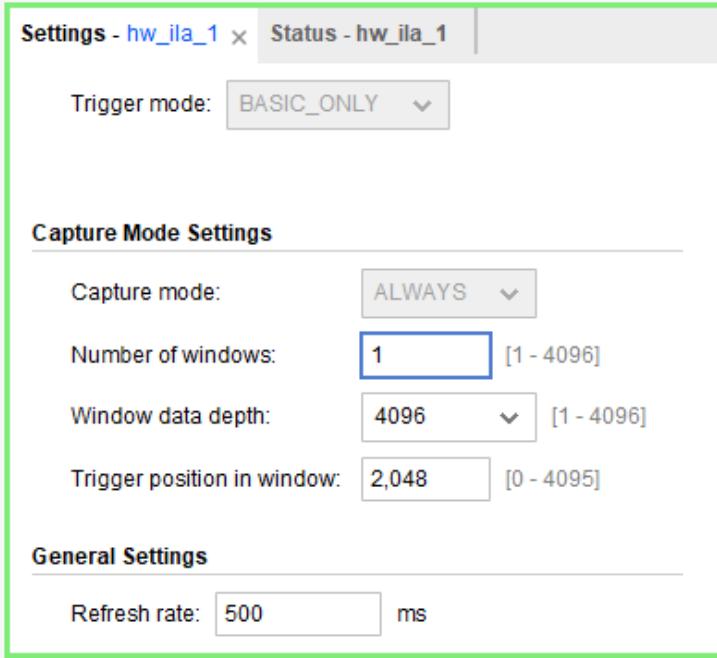 Settings - hw_ila_1 × Status - hw_ila_1
Trigger mode: BASIC_ONLY
Capture Mode Settings
Capture mode: ALWAYS
Number of windows: 1 [1 - 4096]
Window data depth: 4096 [1 - 4096]
Trigger position in window: 2,048 [0 - 4095]
General Settings
Refresh rate: 500 ms